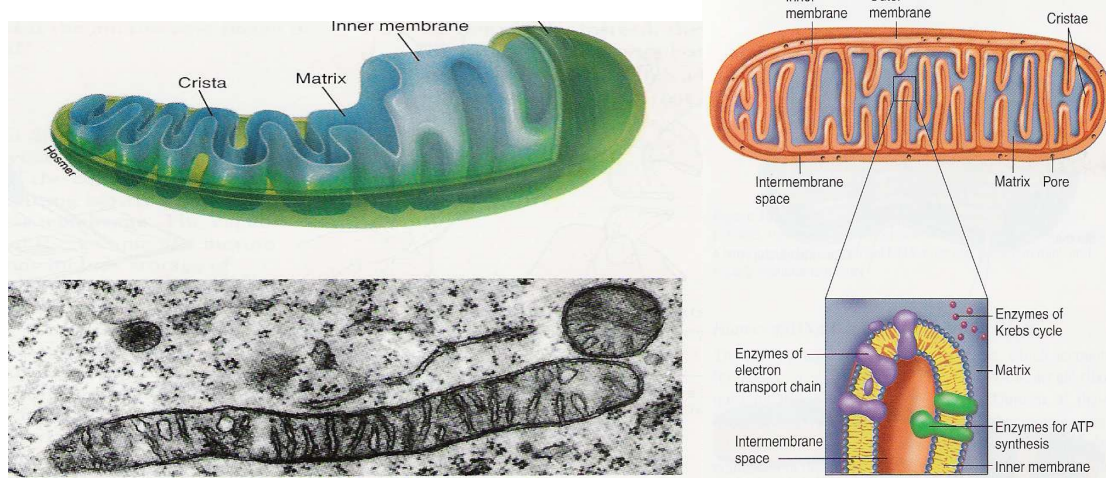 Inner membrane
Crista
Matrix
Hosmer
Inner
membrane
Outer
membrane
Cristae
Intermembrane
space
Matrix
Pore
Enzymes of
electron
transport chain
Intermembrane
space
Enzymes of
Krebs cycle
Matrix
Enzymes for ATP
synthesis
Inner membrane